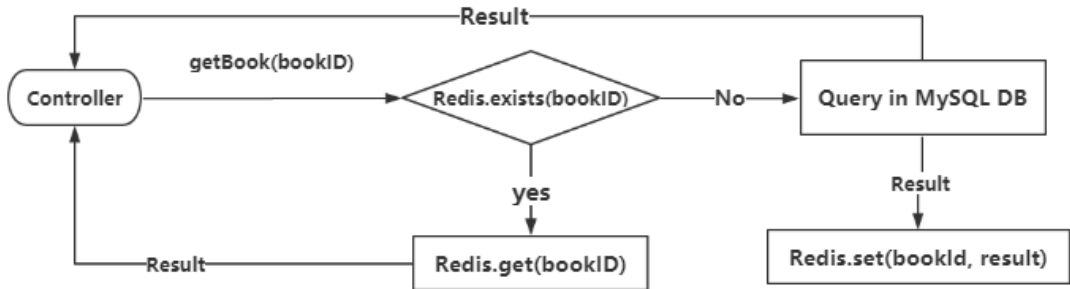 Result
getBook(bookID)
Controller
Redis.exists(bookID)
No
Query in MySQL DB
yes
Result
Redis.get(bookID)
Result
Redis.set(bookId, result)